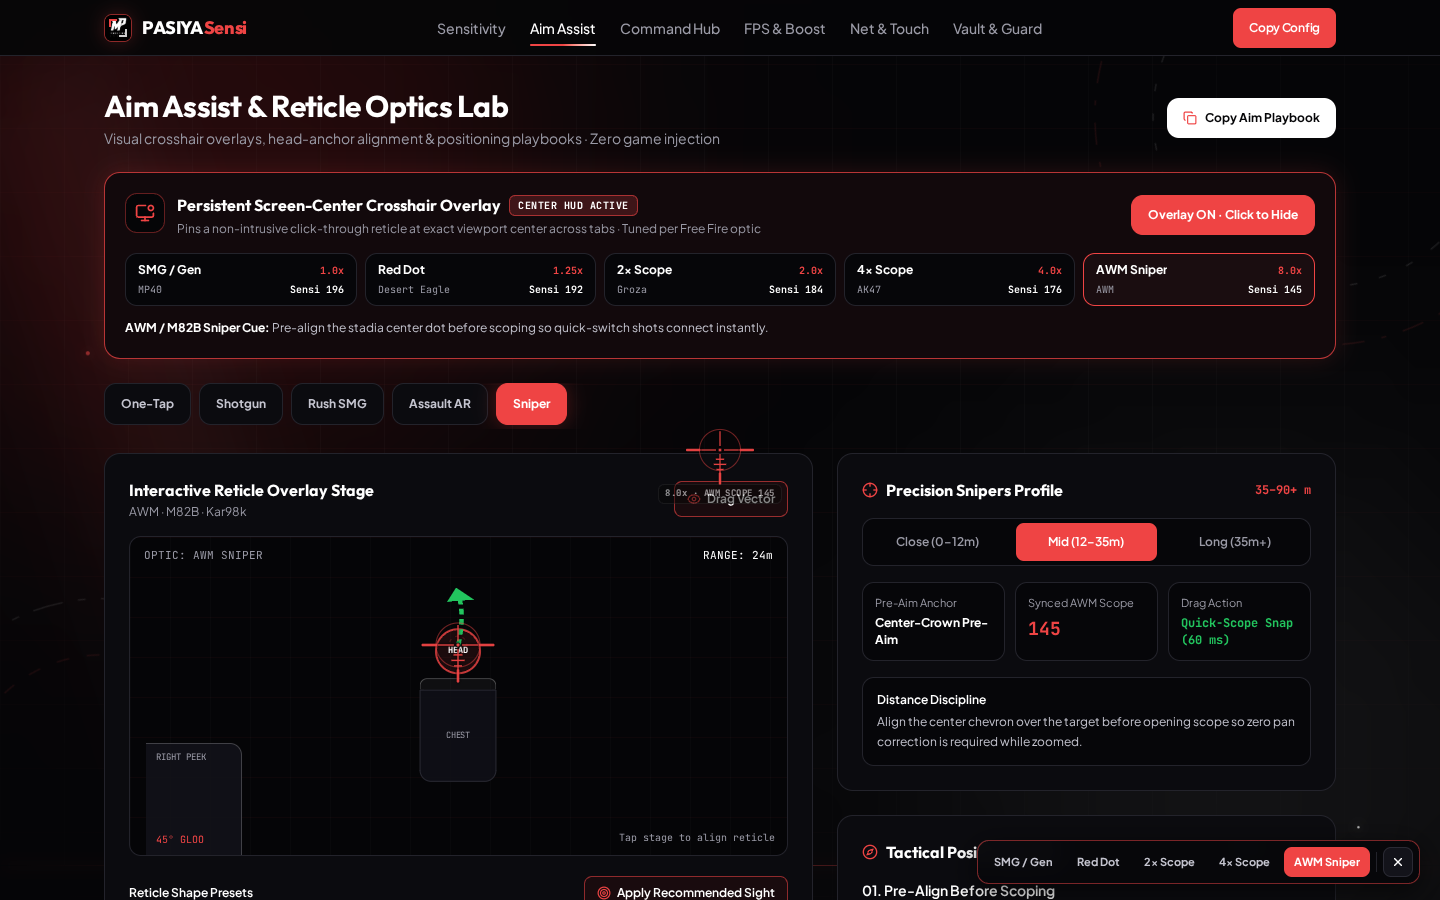 PASIYA Sensi
Sensitivity
Aim Assist
Command Hub
FPS & Boost
Net & Touch
Vault & Guard
Copy Config
Aim Assist & Reticle Optics Lab
Visual crosshair overlays, head-anchor alignment & positioning playbooks · Zero game injection
Copy Aim Playbook
Persistent Screen-Center Crosshair Overlay
CENTER HUD ACTIVE
Pins a non-intrusive click-through reticle at exact viewport center across tabs · Tuned per Free Fire optic
Overlay ON · Click to Hide
SMG / Gen 1.0x
MP40 Sensi 196
Red Dot 1.25x
Desert Eagle Sensi 192
2x Scope 2.0x
Groza Sensi 184
4x Scope 4.0x
AK47 Sensi 176
AWM Sniper 8.0x
AWM Sensi 145
AWM / M82B Sniper Cue: Pre-align the stadia center dot before scoping so quick-switch shots connect instantly.
One-Tap
Shotgun
Rush SMG
Assault AR
Sniper
Interactive Reticle Overlay Stage
AWM · M82B · Kar98k
8.0x · AWM SCOPE 145
Drag Vector
OPTIC: AWM SNIPER
RANGE: 24m
HEAD
CHEST
RIGHT PEEK
45° GLOO
Tap stage to align reticle
Reticle Shape Presets
Apply Recommended Sight
Precision Snipers Profile
35-90+ m
Close (0-12m)
Mid (12-35m)
Long (35m+)
Pre-Aim Anchor
Center-Crown Pre-
Aim
Synced AWM Scope
145
Drag Action
Quick-Scope Snap
(60 ms)
Distance Discipline
Align the center chevron over the target before opening scope so zero pan
correction is required while zoomed.
Tactical Posi
01. Pre-Align Before Scoping
SMG / Gen
Red Dot
2x Scope
4x Scope
AWM Sniper